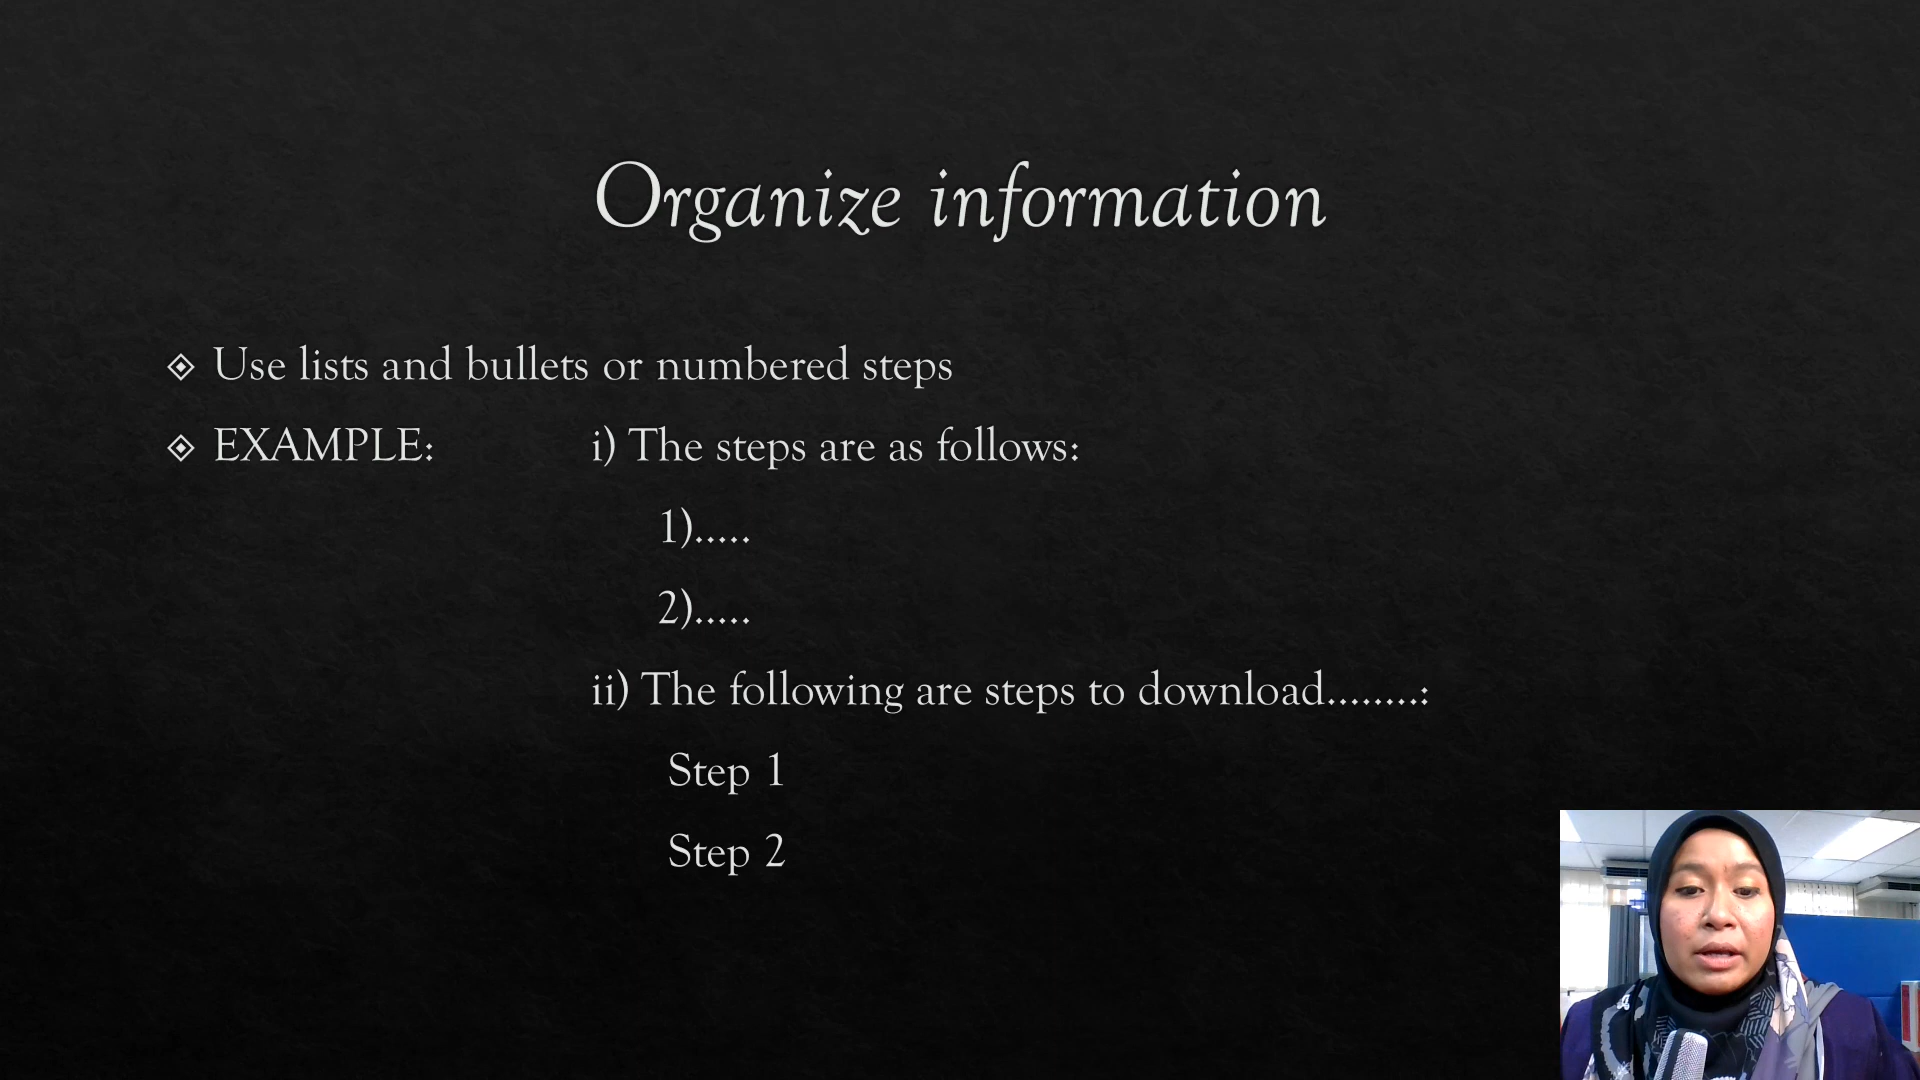 Organize information
Use lists and bullets or numbered steps
EXAMPLE: i) The steps are as follows:
1).....
2).....
ii) The following are steps to download........:
Step 1
Step 2